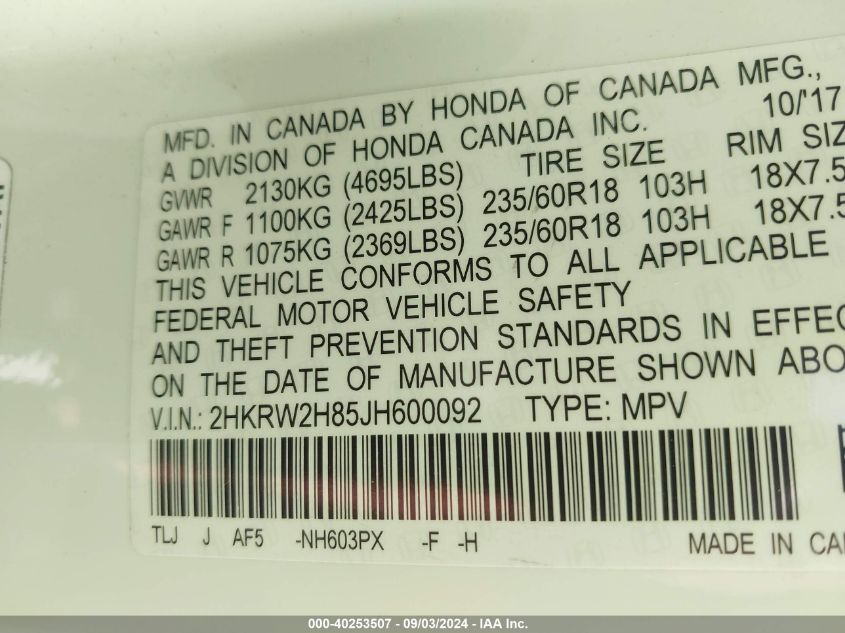 MFD. IN CANADA BY HONDA OF CANADA MFG.,
A DIVISION OF HONDA CANADA INC. 10/'17
GVWR 2130KG (4695LBS) TIRE SIZE RIM SIZ
GAWR F 1100KG (2425LBS) 235/60R18 103H 18X7.5
GAWR R 1075KG (2369LBS) 235/60R18 103H 18X7.5
THIS VEHICLE CONFORMS TO ALL APPLICABLE
FEDERAL MOTOR VEHICLE SAFETY
AND THEFT PREVENTION STANDARDS IN EFFEC
ON THE DATE OF MANUFACTURE SHOWN ABO
V.I.N.: 2HKRW2H85JH600092 TYPE: MPV
TLJ J AF5 -NH603PX -F -H MADE IN CA
000-40253507 - 09/03/2024 - IAA Inc.